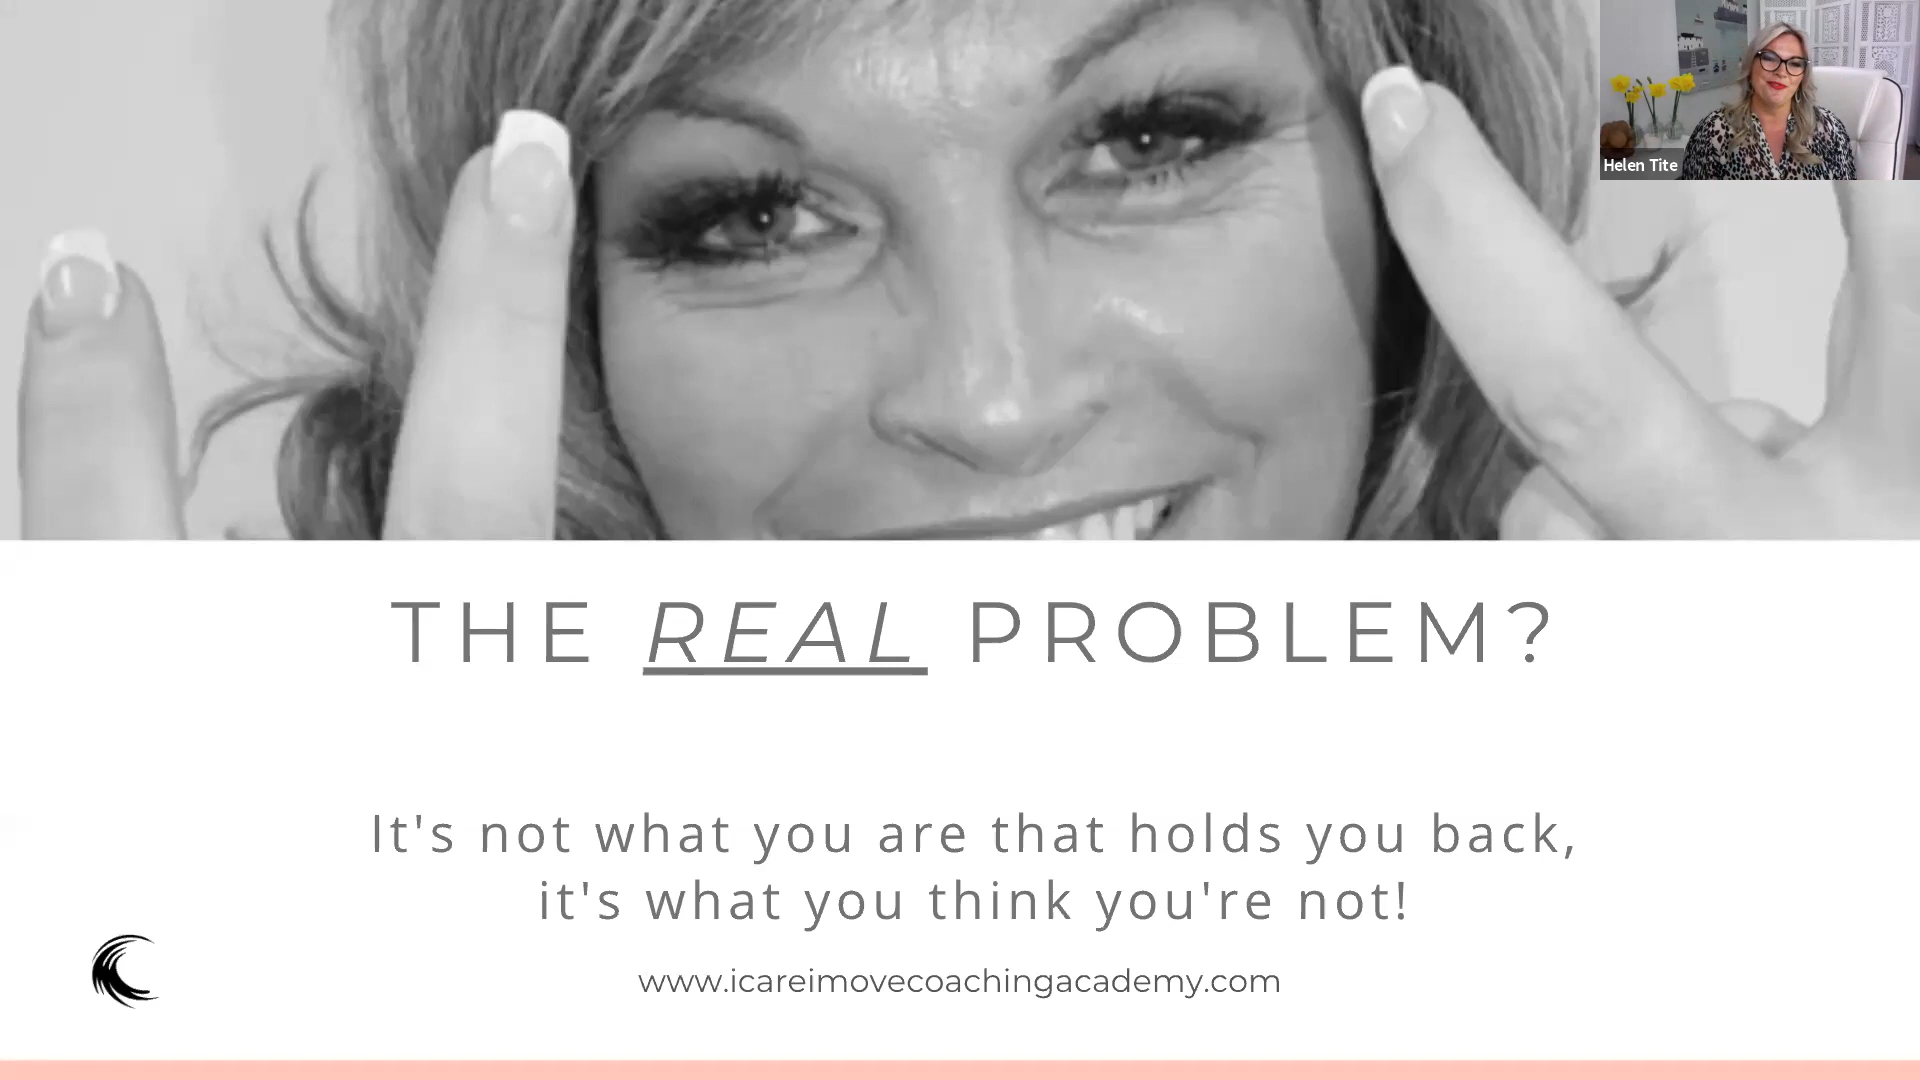 Helen Tite
THE REAL PROBLEM?
It's not what you are that holds you back,
it's what you think you're not!
www.icareimovecoachingacademy.com